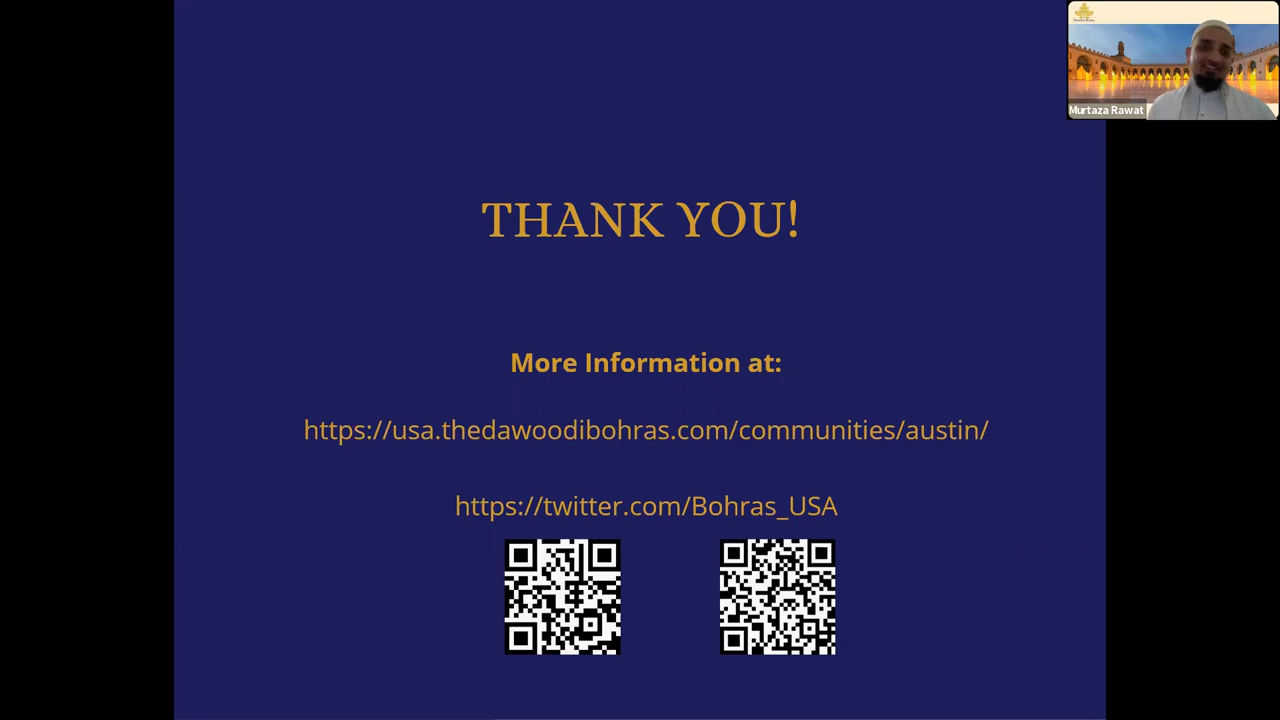 THANK YOU!
More Information at:
https://usa.thedawoodibohras.com/communities/austin/
https://twitter.com/Bohras_USA
Murtaza Rawat